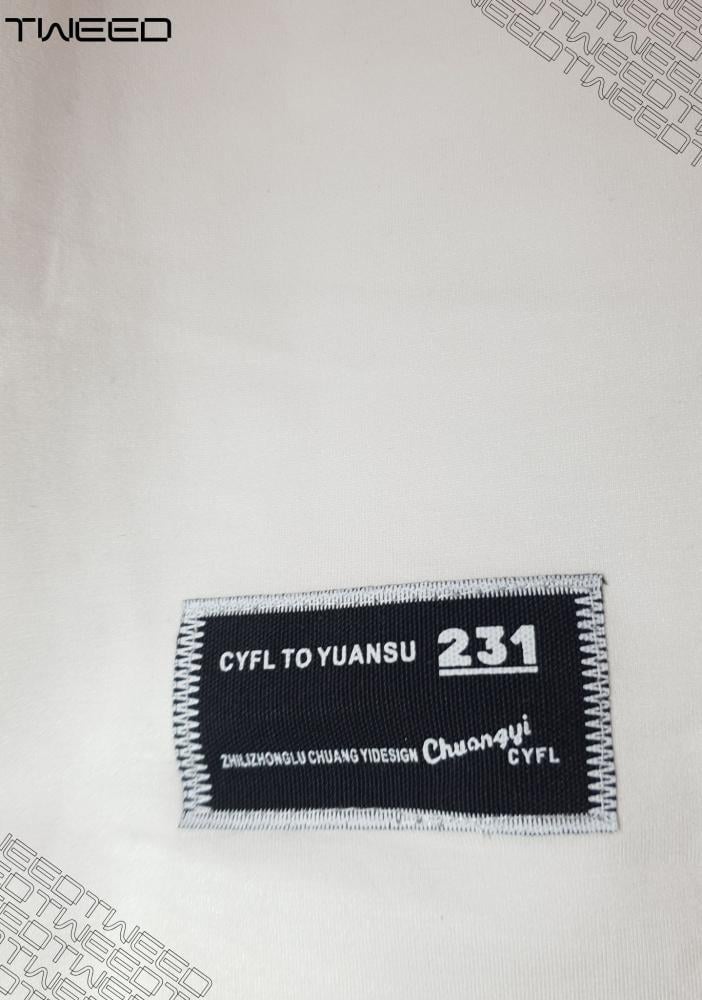 TWEED
CYFL TO YUANSU 231
ZHILIZHONGLU CHUANG YIDESIGN Chuangyi
CYFL